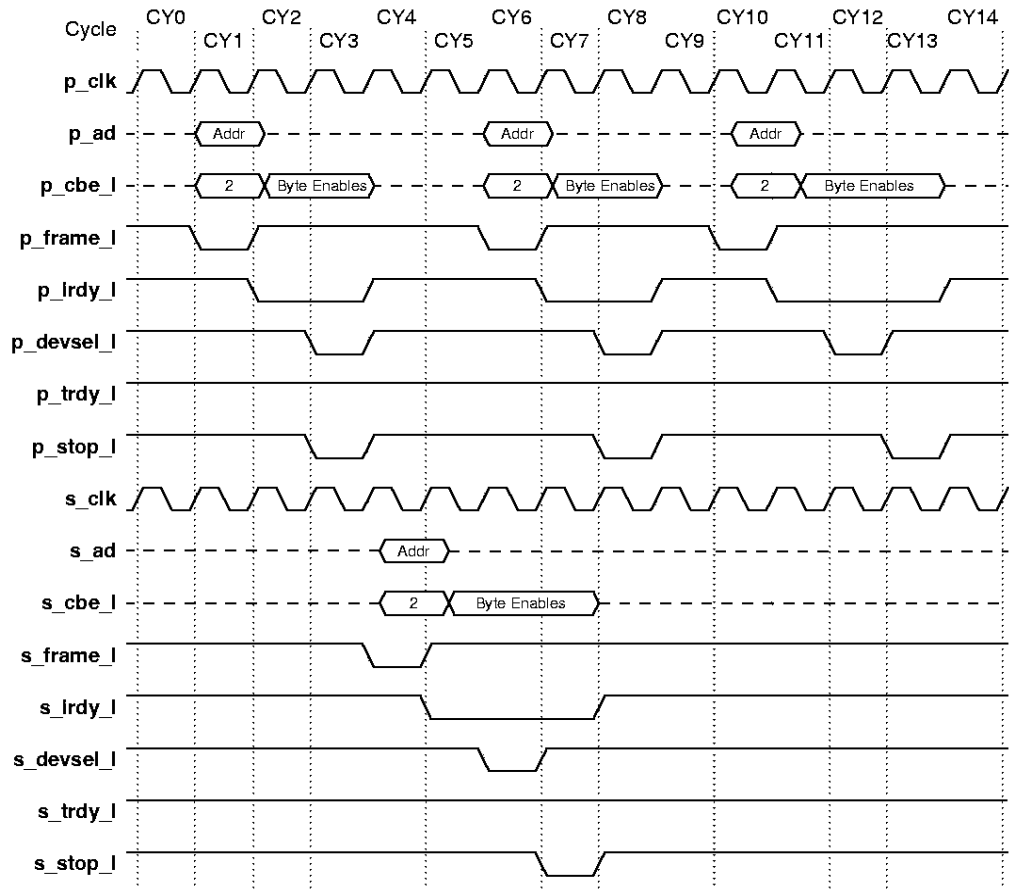 CY0 CY2 CY4 CY6 CY8 CY10 CY12 CY14
Cycle
CY1 CY3 CY5 CY7 CY9 CY11 CY13
p_clk
p_ad Addr Addr Addr
p_cbe_l 2 Byte Enables 2 Byte Enables 2 Byte Enables
p_frame_l
p_irdy_l
p_devsel_l
p_trdy_l
p_stop_l
s_clk
s_ad Addr
s_cbe_l 2 Byte Enables
s_frame_l
s_irdy_l
s_devsel_l
s_trdy_l
s_stop_l